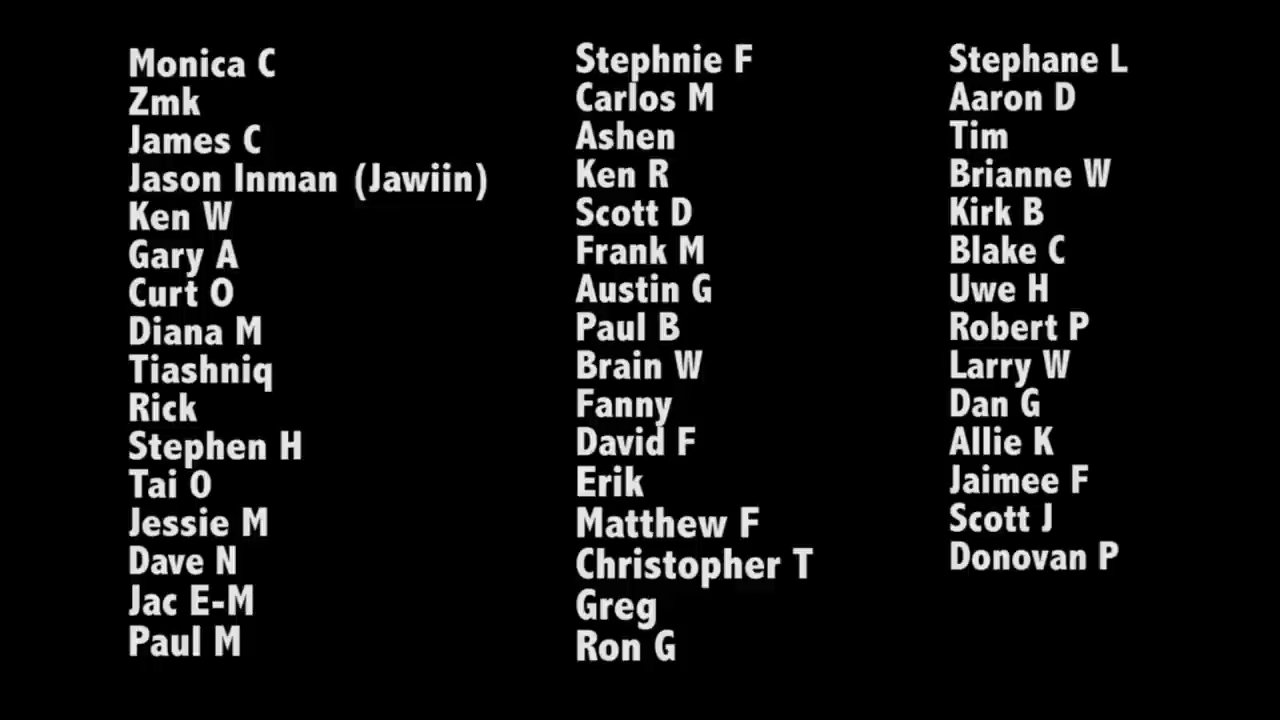 Monica C
Zmk
James C
Jason Inman (Jawiin)
Ken W
Gary A
Curt O
Diana M
Tiashniq
Rick
Stephen H
Tai O
Jessie M
Dave N
Jac E-M
Paul M
Stephnie F
Carlos M
Ashen
Ken R
Scott D
Frank M
Austin G
Paul B
Brain W
Fanny
David F
Erik
Matthew F
Christopher T
Greg
Ron G
Stephane L
Aaron D
Tim
Brianne W
Kirk B
Blake C
Uwe H
Robert P
Larry W
Dan G
Allie K
Jaimee F
Scott J
Donovan P